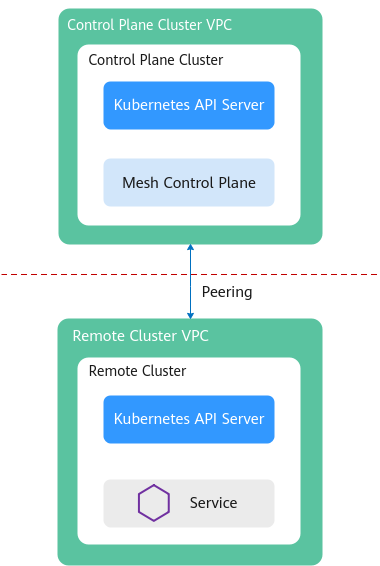 Control Plane Cluster VPC
Control Plane Cluster
Kubernetes API Server
Mesh Control Plane
Peering
Remote Cluster VPC
Remote Cluster
Kubernetes API Server
Service